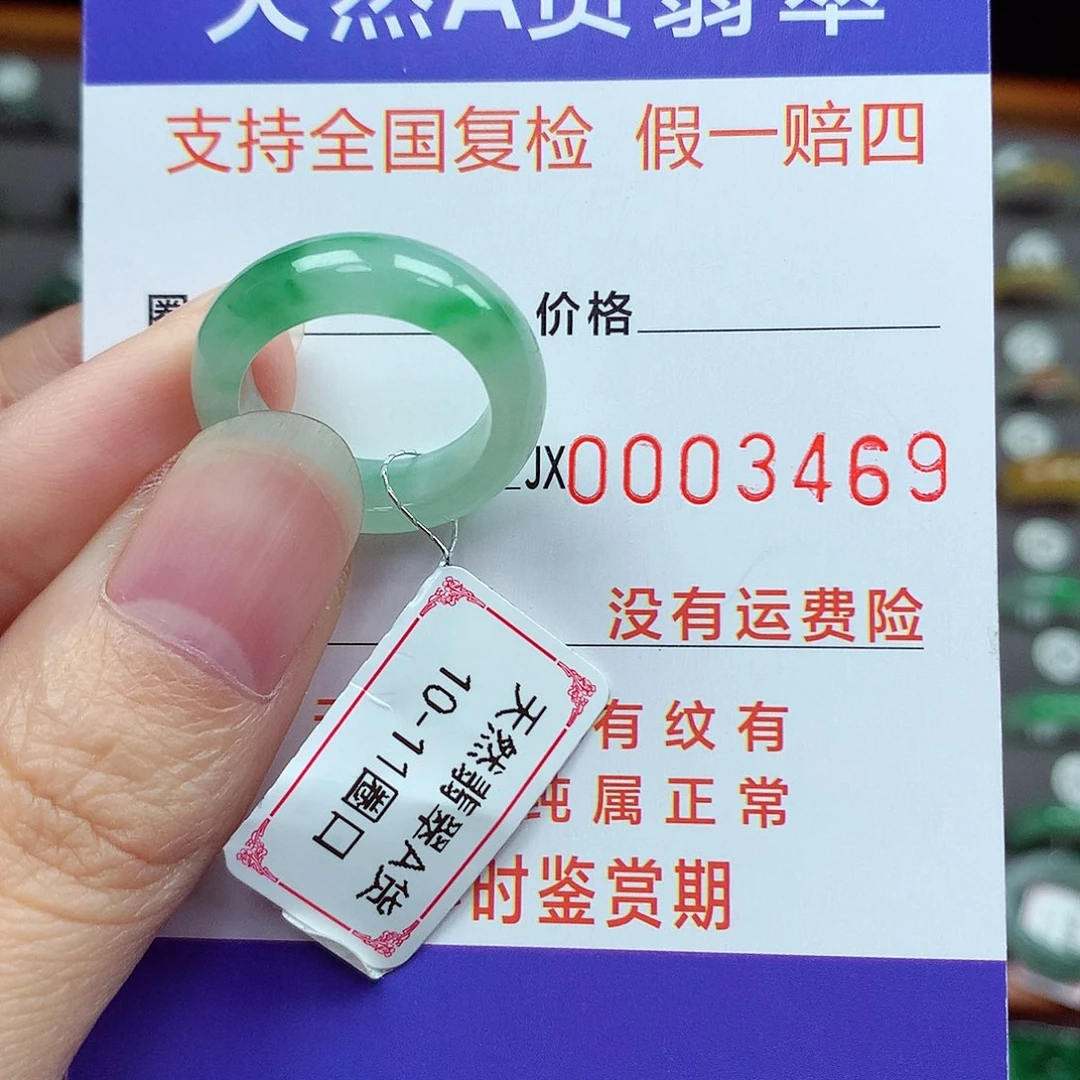 天然A货翡翠
支持全国复检 假一赔四
圈
价格
JX0003469
没有运费险
有纹有
纯属正常
时鉴赏期
天然翡翠A货
10-11圈口